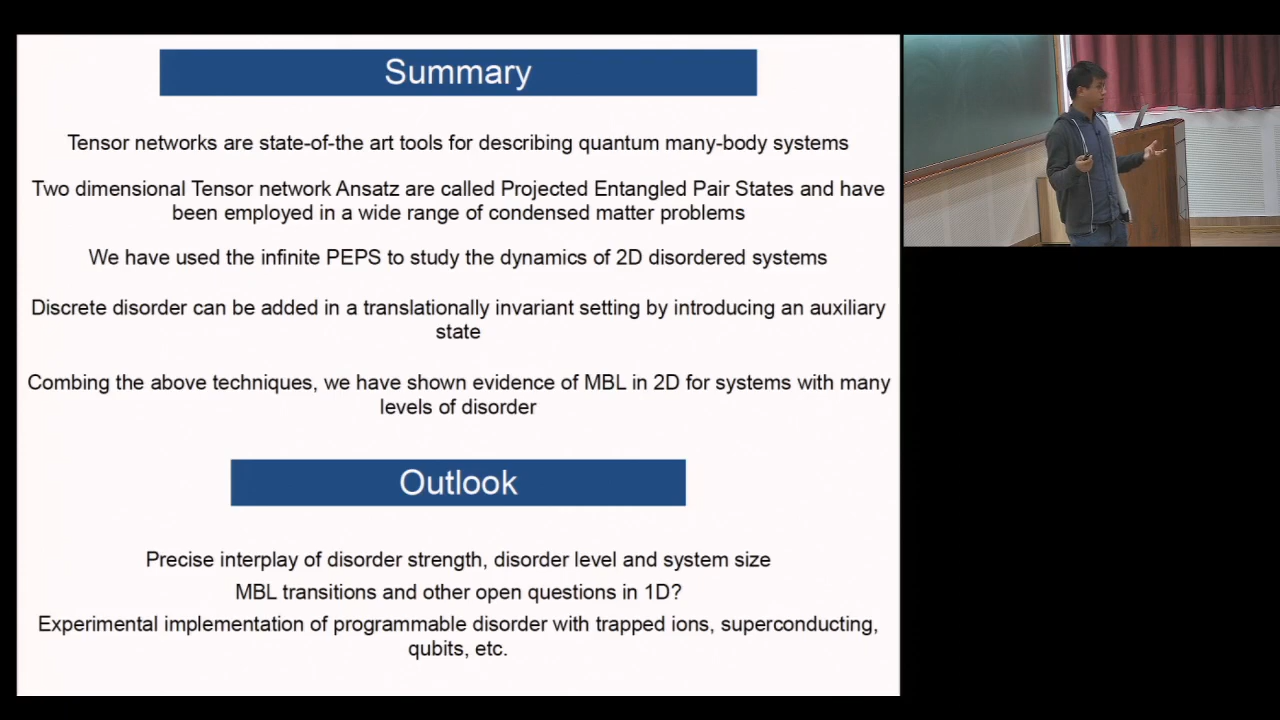 Summary
Tensor networks are state-of-the art tools for describing quantum many-body systems
Two dimensional Tensor network Ansatz are called Projected Entangled Pair States and have
been employed in a wide range of condensed matter problems
We have used the infinite PEPS to study the dynamics of 2D disordered systems
Discrete disorder can be added in a translationally invariant setting by introducing an auxiliary
state
Combing the above techniques, we have shown evidence of MBL in 2D for systems with many
levels of disorder
Outlook
Precise interplay of disorder strength, disorder level and system size
MBL transitions and other open questions in 1D?
Experimental implementation of programmable disorder with trapped ions, superconducting,
qubits, etc.